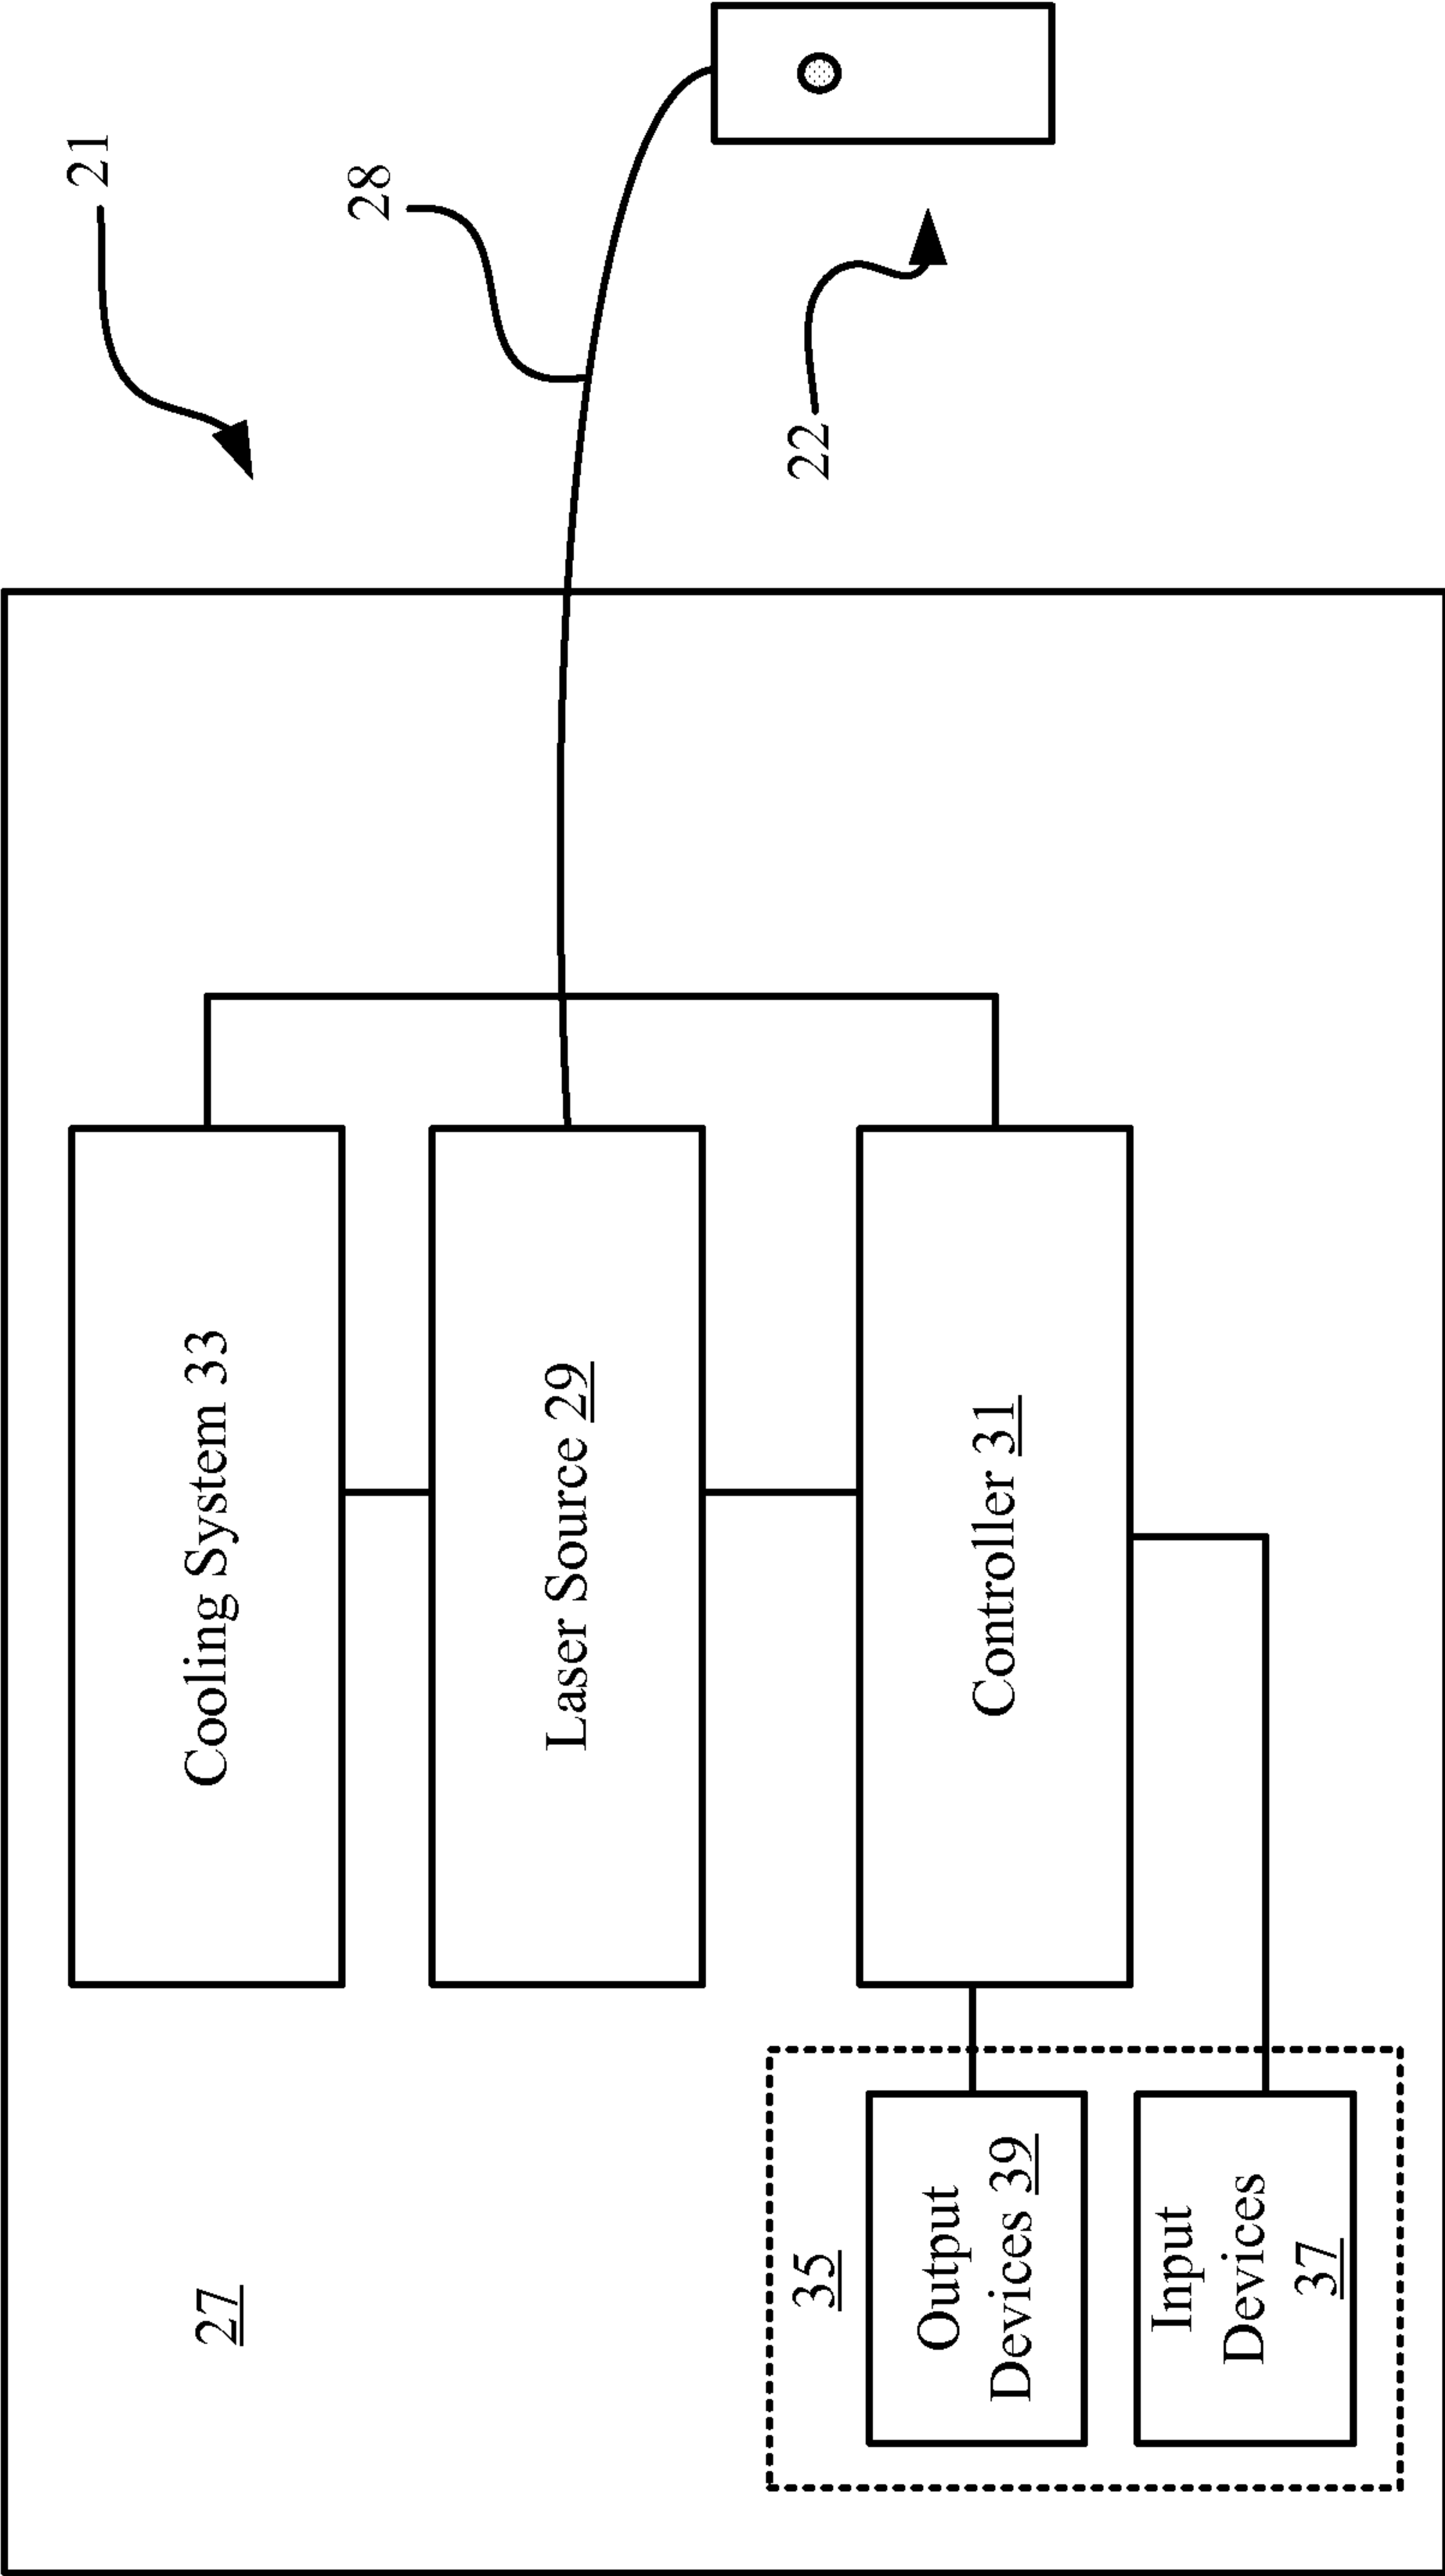 21
27
Cooling System 33
28
Laser Source 29
22
35
Output
Devices 39
Controller 31
Input
Devices
37